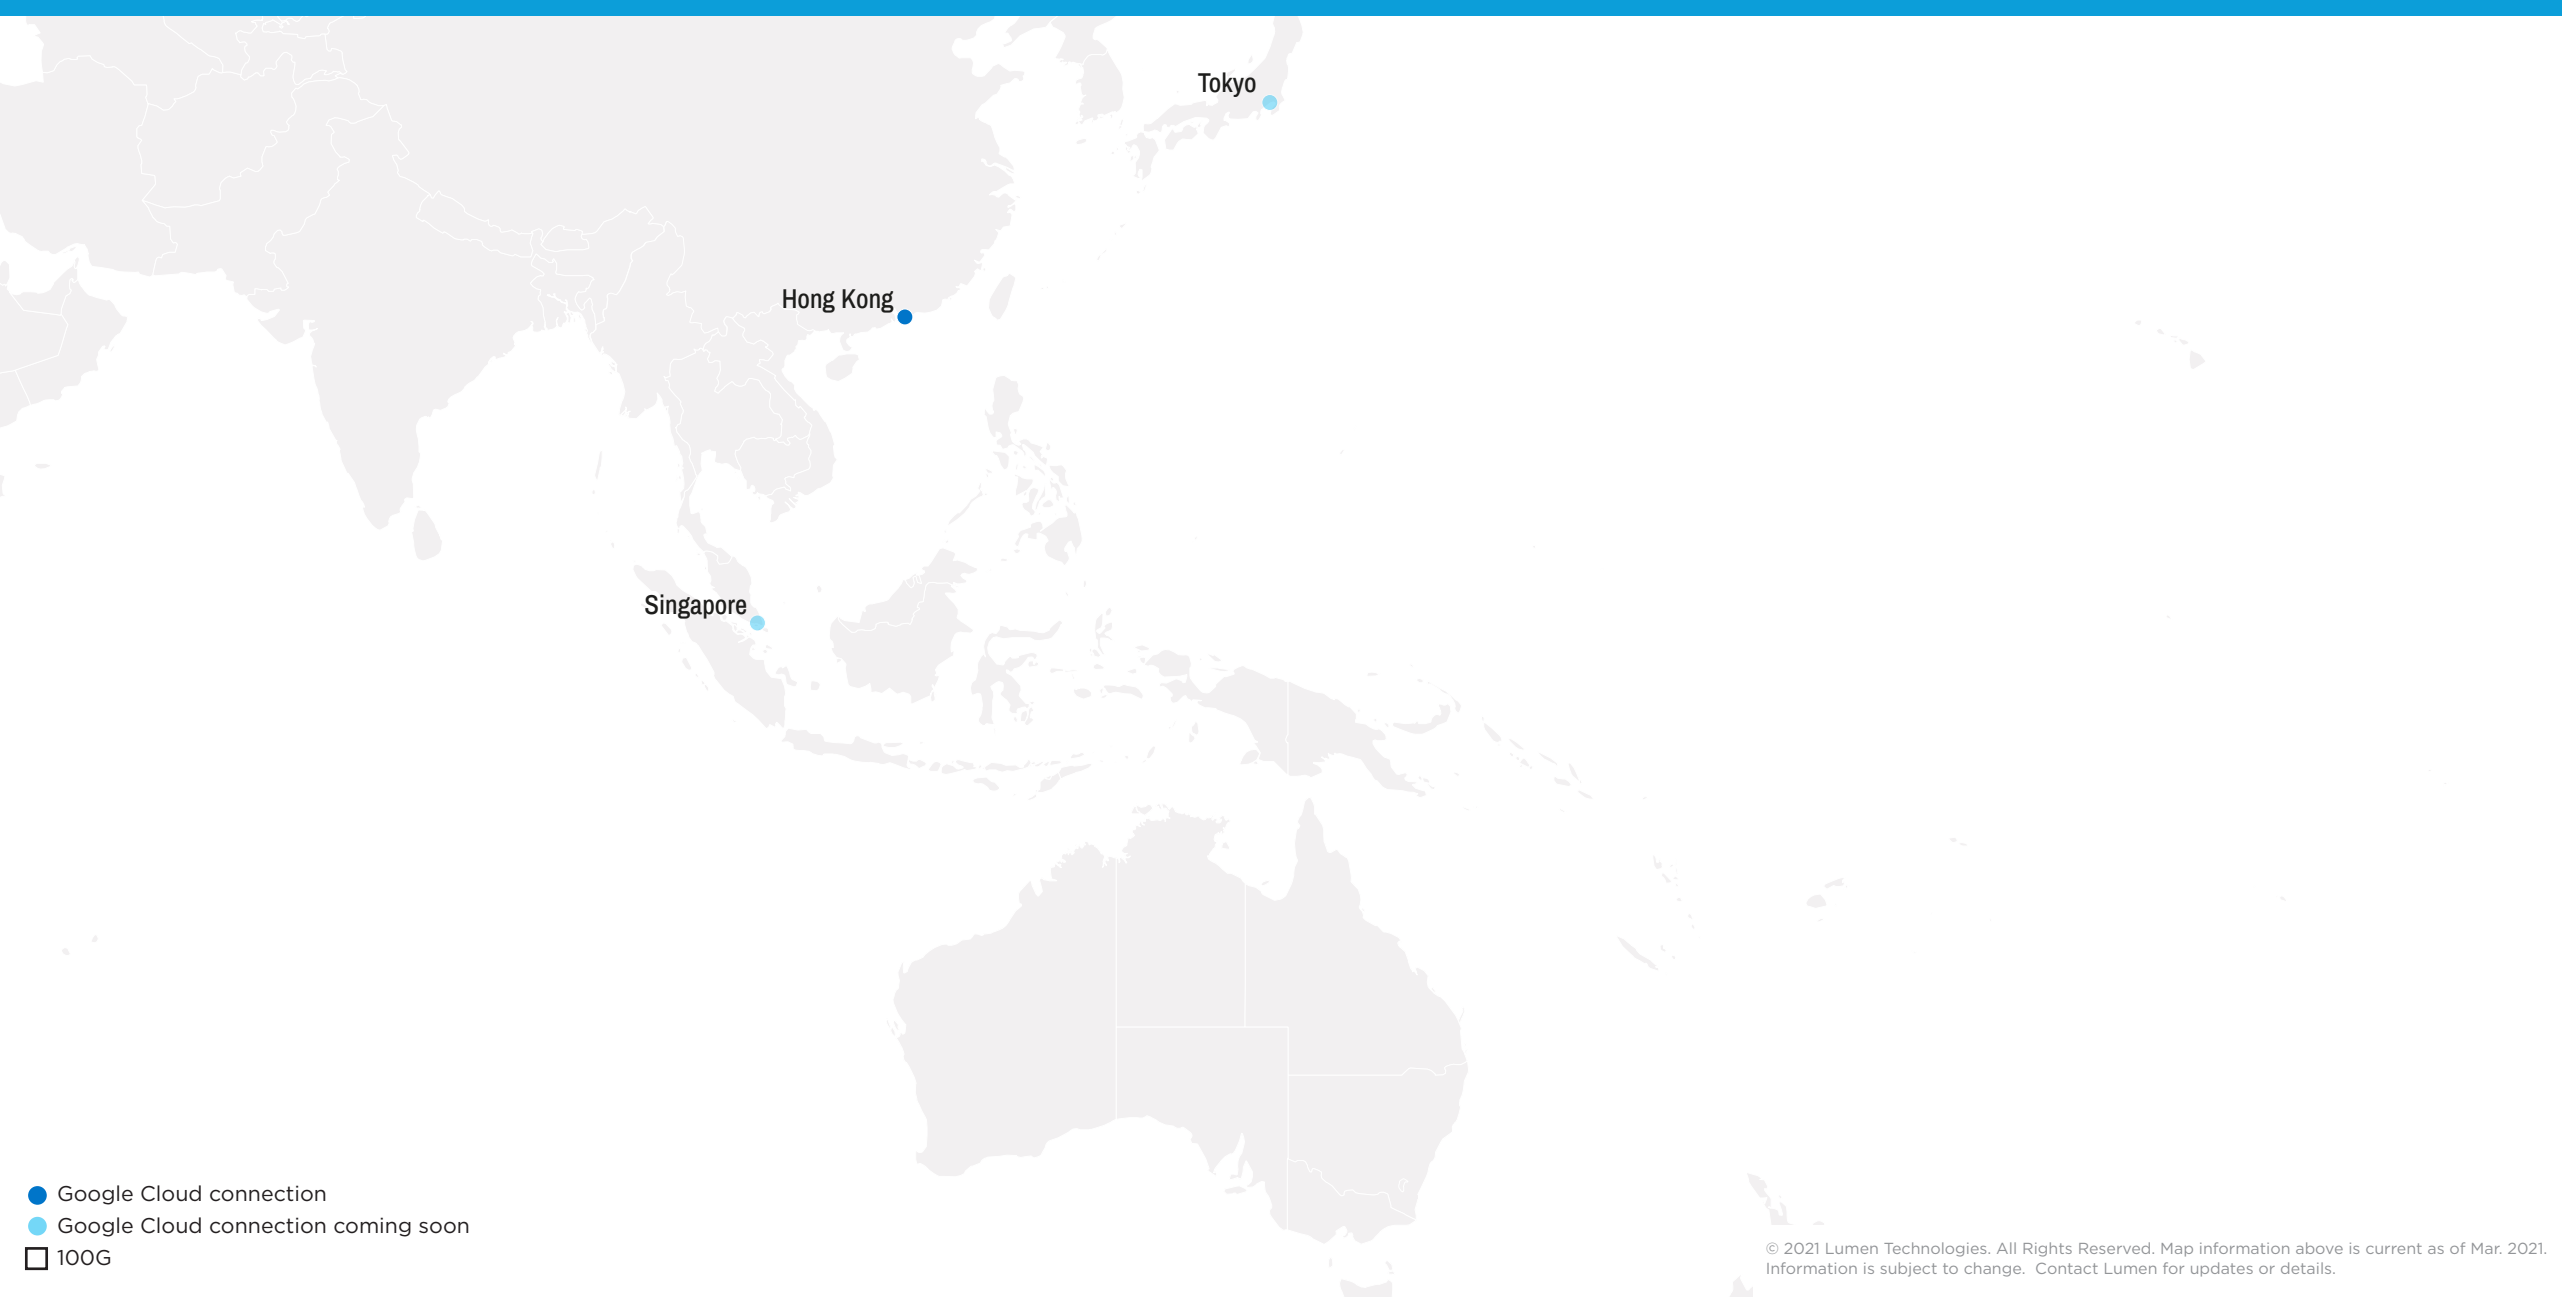 Tokyo
Hong Kong
Singapore
Google Cloud connection
Google Cloud connection coming soon
100G
© 2021 Lumen Technologies. All Rights Reserved. Map information above is current as of Mar. 2021.
Information is subject to change.  Contact Lumen for updates or details.